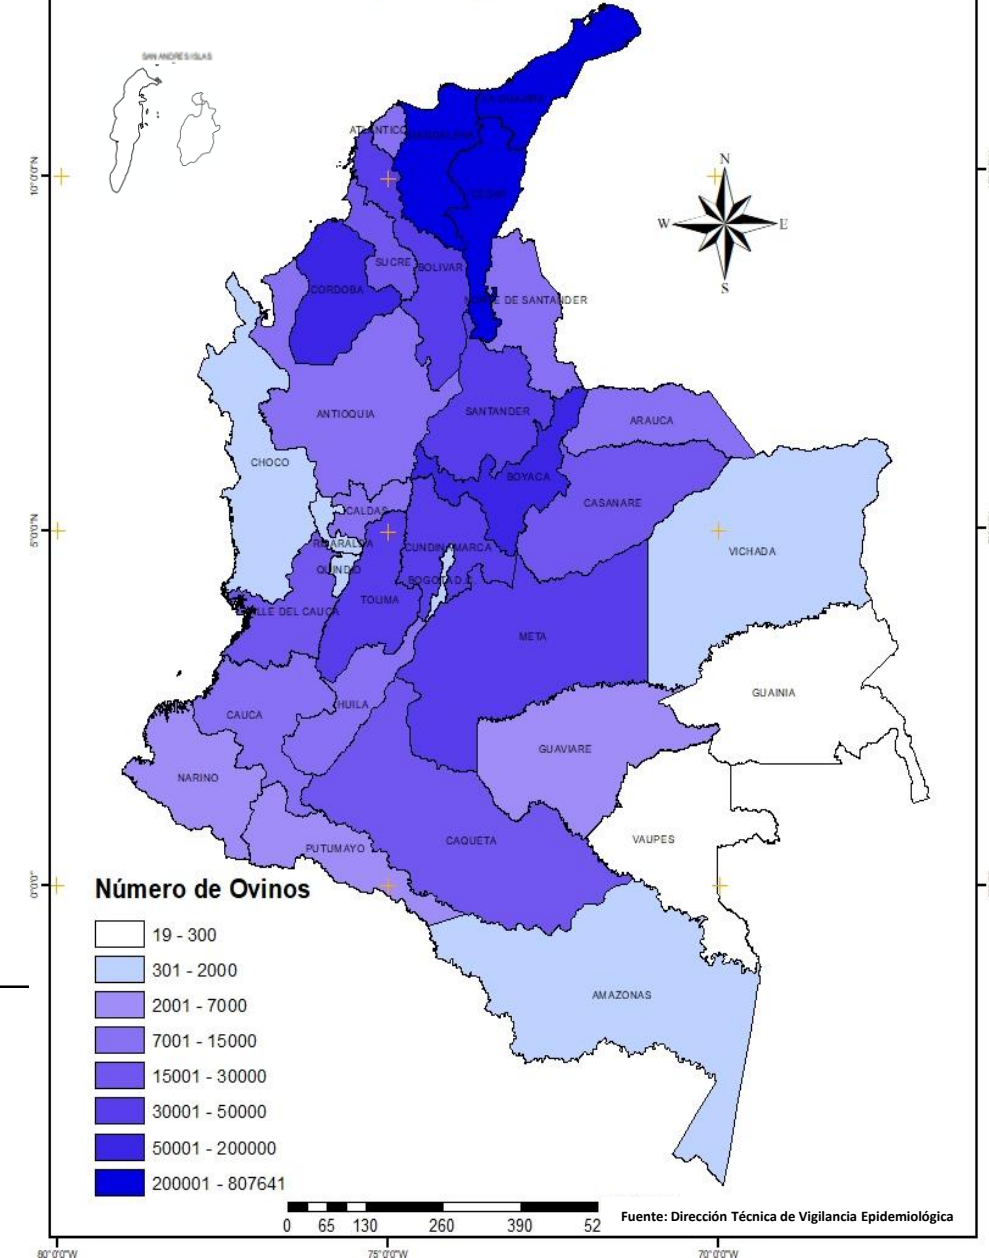 SAN ANDRES ISLAS
LA GUAJIRA
ATLANTICO
MAGDALENA
10°0'0"N
N
CESAR
W
E
SUCRE
BOLIVAR
S
CORDOBA
NORTE DE SANTANDER
ANTIOQUIA
SANTANDER
ARAUCA
CHOCO
BOYACA
CASANARE
CALDAS
5°0'0"N
RISARALDA
CUNDINAMARCA
VICHADA
QUINDIO
BOGOTA D.C.
TOLIMA
VALLE DEL CAUCA
META
GUAINIA
HUILA
CAUCA
GUAVIARE
NARINO
VAUPES
CAQUETA
PUTUMAYO
0°0'0"
Número de Ovinos
19 - 300
301 - 2000
2001 - 7000
AMAZONAS
7001 - 15000
15001 - 30000
30001 - 50000
50001 - 200000
200001 - 807641
0 65 130 260 390 52
Fuente: Dirección Técnica de Vigilancia Epidemiológica
80°0'0"W 75°0'0"W 70°0'0"W